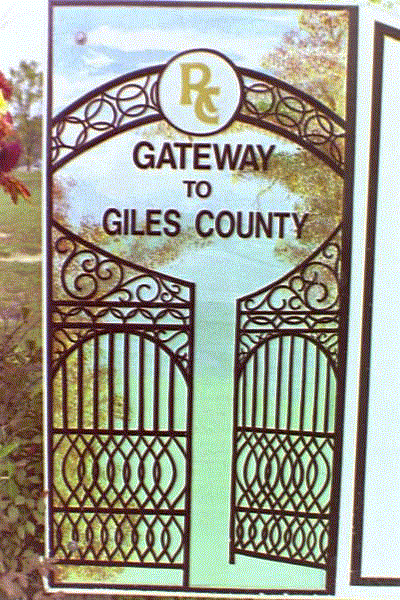 RC
GATEWAY
TO
GILES COUNTY